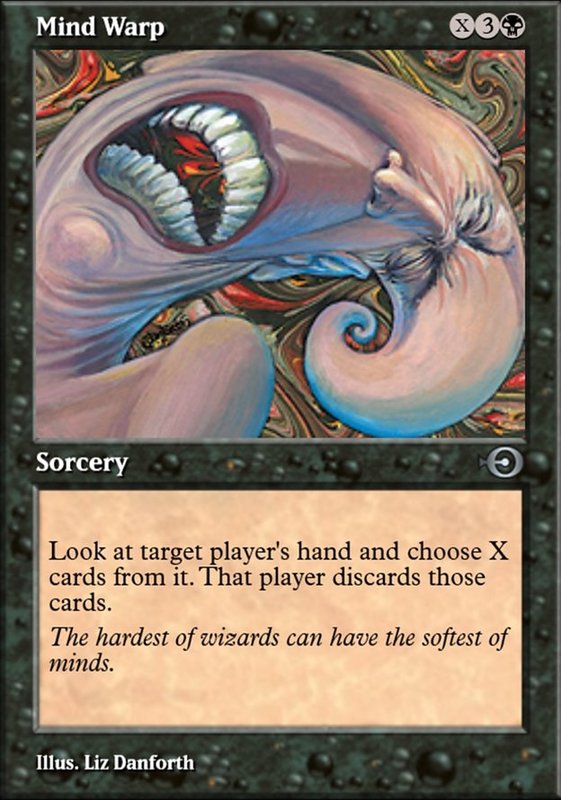 Mind Warp X 3
Sorcery
Look at target player's hand and choose X
cards from it. That player discards those
cards.
The hardest of wizards can have the softest of
minds.
Illus. Liz Danforth